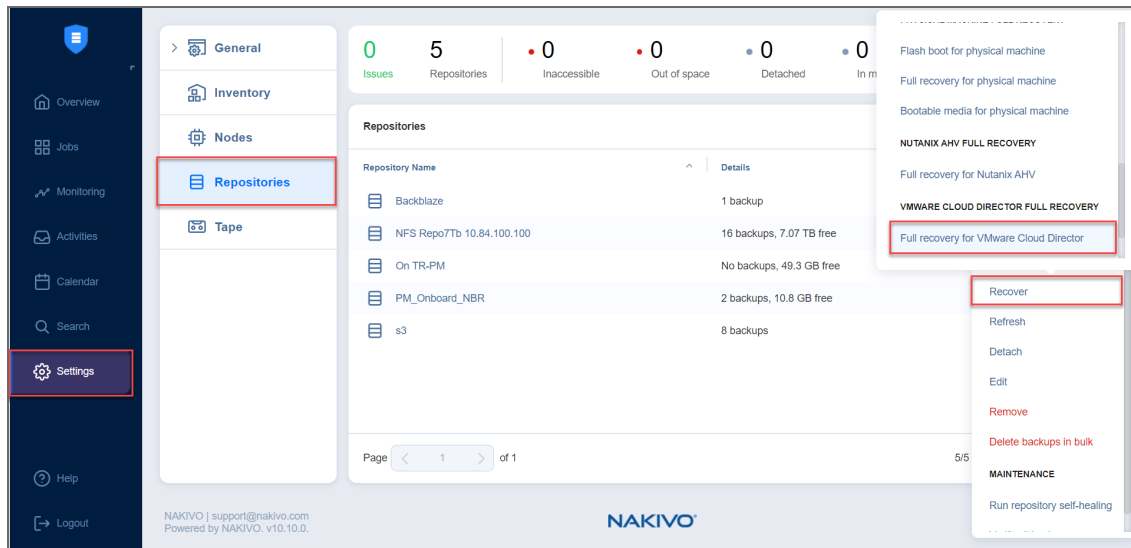 Overview
Jobs
Monitoring
Activities
Calendar
Search
Settings
Help
Logout
General
Inventory
Nodes
Repositories
Tape
0
Issues
5
Repositories
0
Inaccessible
0
Out of space
0
Detached
0
In m
Repositories
Repository Name
Details
Backblaze
1 backup
NFS Repo7Tb 10.84.100.100
16 backups, 7.07 TB free
On TR-PM
No backups, 49.3 GB free
PM_Onboard_NBR
2 backups, 10.8 GB free
s3
8 backups
Page
1
of 1
5/5
Flash boot for physical machine
Full recovery for physical machine
Bootable media for physical machine
NUTANIX AHV FULL RECOVERY
Full recovery for Nutanix AHV
VMWARE CLOUD DIRECTOR FULL RECOVERY
Full recovery for VMware Cloud Director
Recover
Refresh
Detach
Edit
Remove
Delete backups in bulk
MAINTENANCE
Run repository self-healing
NAKIVO | support@nakivo.com
Powered by NAKIVO. v10.10.0.
NAKIVO